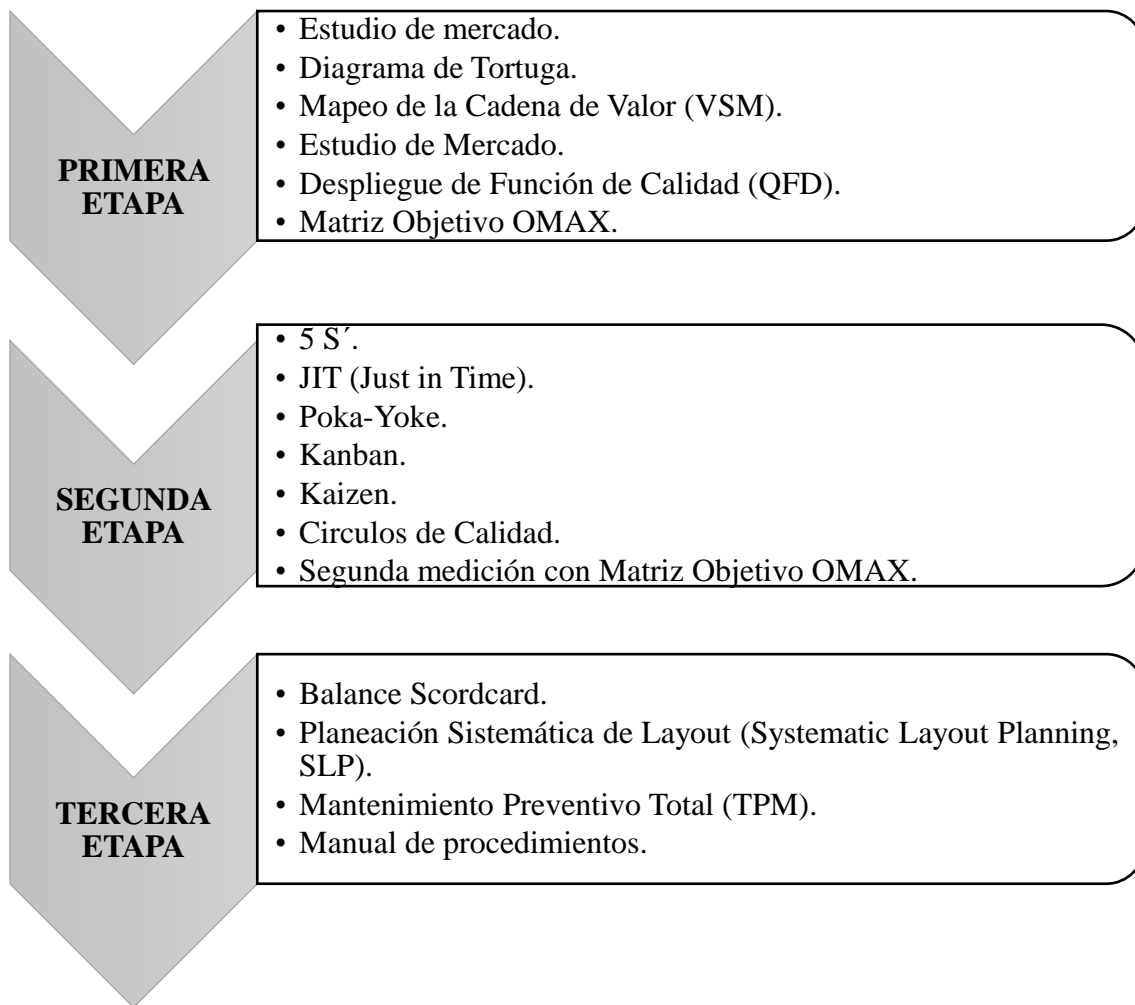 PRIMERA
ETAPA
• Estudio de mercado.
• Diagrama de Tortuga.
• Mapeo de la Cadena de Valor (VSM).
• Estudio de Mercado.
• Despliegue de Función de Calidad (QFD).
• Matriz Objetivo OMAX.
SEGUNDA
ETAPA
• 5 S´.
• JIT (Just in Time).
• Poka-Yoke.
• Kanban.
• Kaizen.
• Circulos de Calidad.
• Segunda medición con Matriz Objetivo OMAX.
TERCERA
ETAPA
• Balance Scordcard.
• Planeación Sistemática de Layout (Systematic Layout Planning,
SLP).
• Mantenimiento Preventivo Total (TPM).
• Manual de procedimientos.